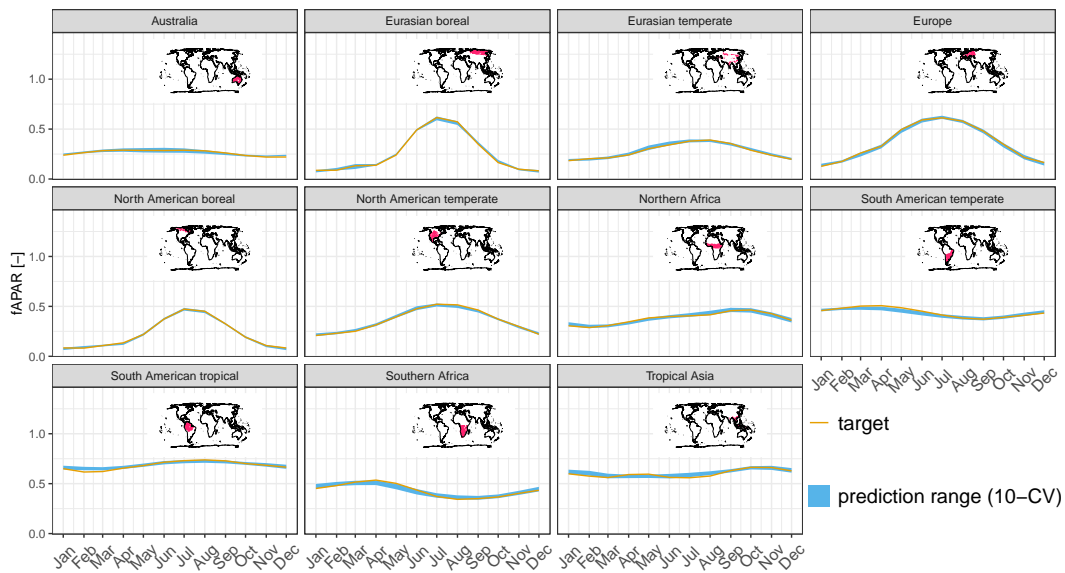 Australia
Eurasian boreal
Eurasian temperate
Europe
1.0
0.5
0.0
North American boreal
North American temperate
Northern Africa
South American temperate
fAPAR [−]
1.0
0.5
0.0
Jan Feb Mar Apr May Jun Jul Aug Sep Oct Nov Dec
South American tropical
Southern Africa
Tropical Asia
1.0
0.5
0.0
Jan Feb Mar Apr May Jun Jul Aug Sep Oct Nov Dec
Jan Feb Mar Apr May Jun Jul Aug Sep Oct Nov Dec
Jan Feb Mar Apr May Jun Jul Aug Sep Oct Nov Dec
target
prediction range (10−CV)